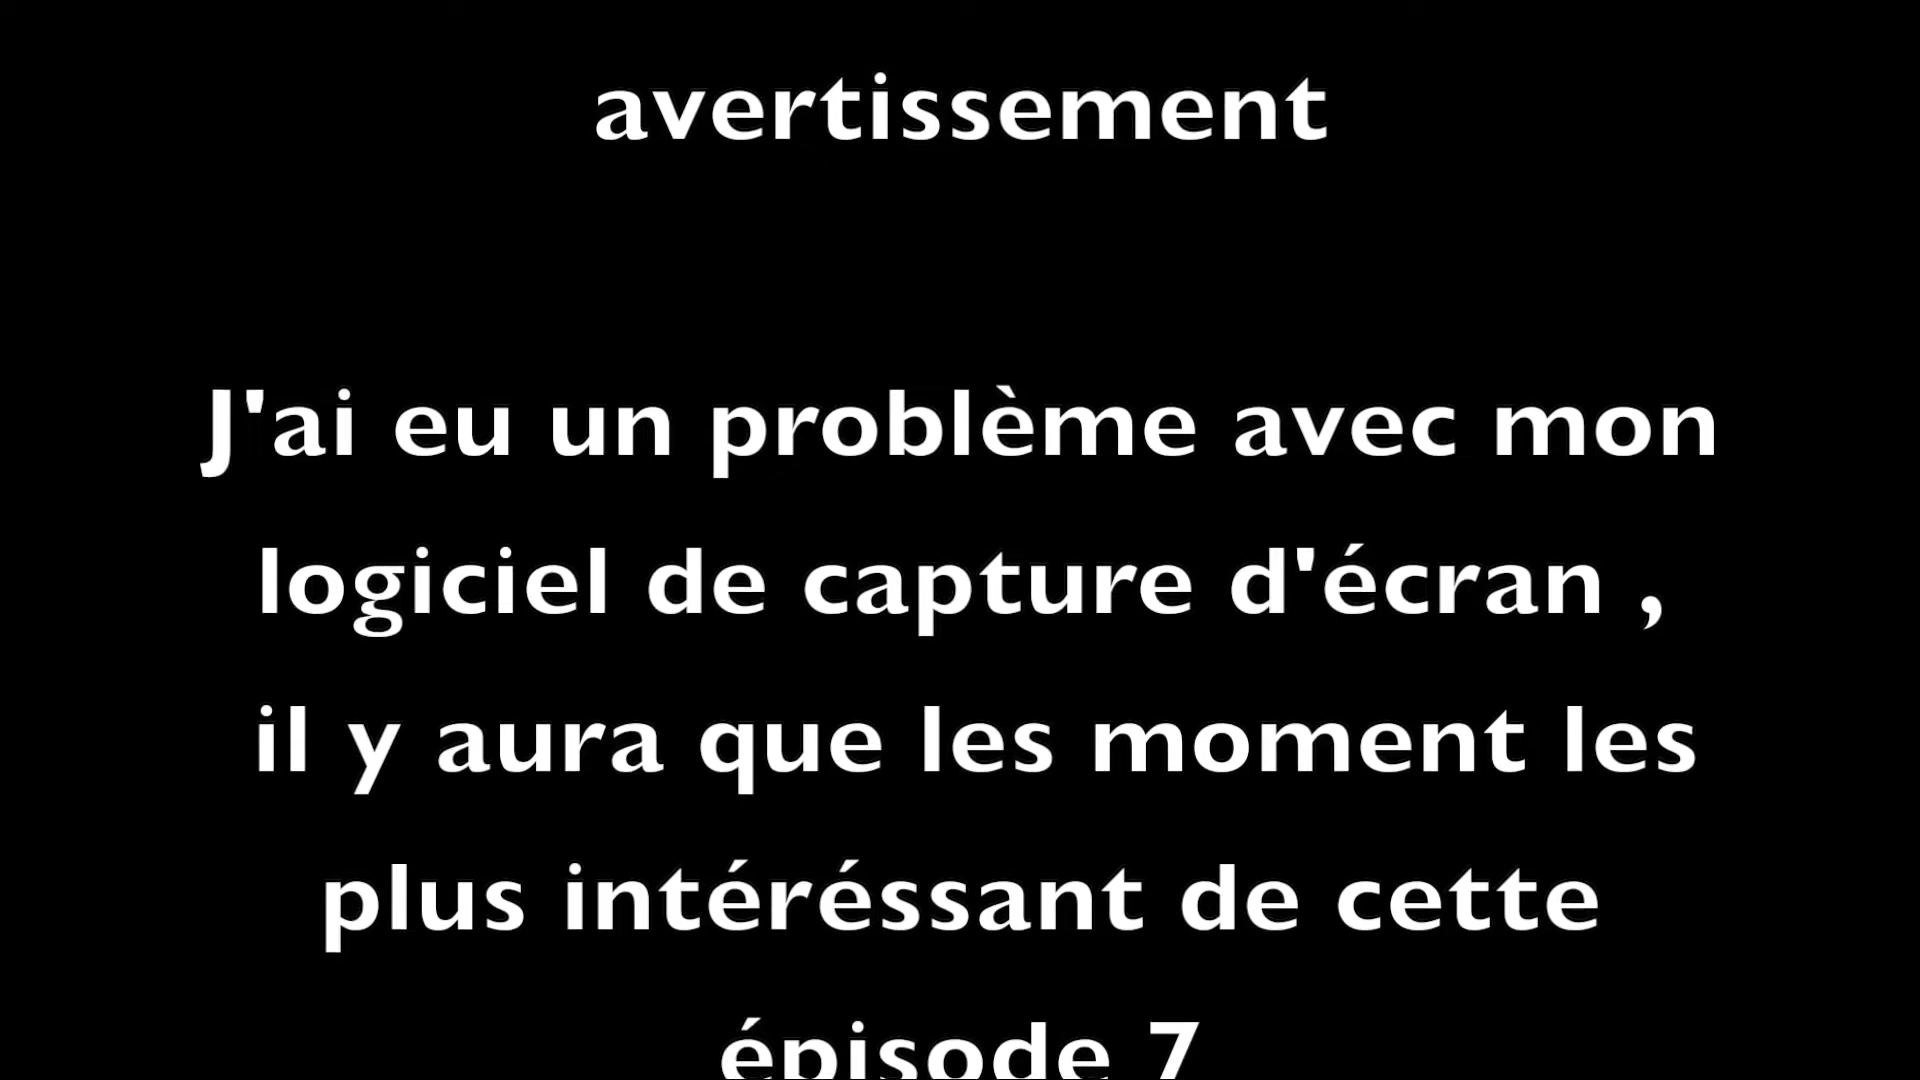 avertissement
J'ai eu un problème avec mon
logiciel de capture d'écran ,
il y aura que les moment les
plus intéréssant de cette
épisode 7